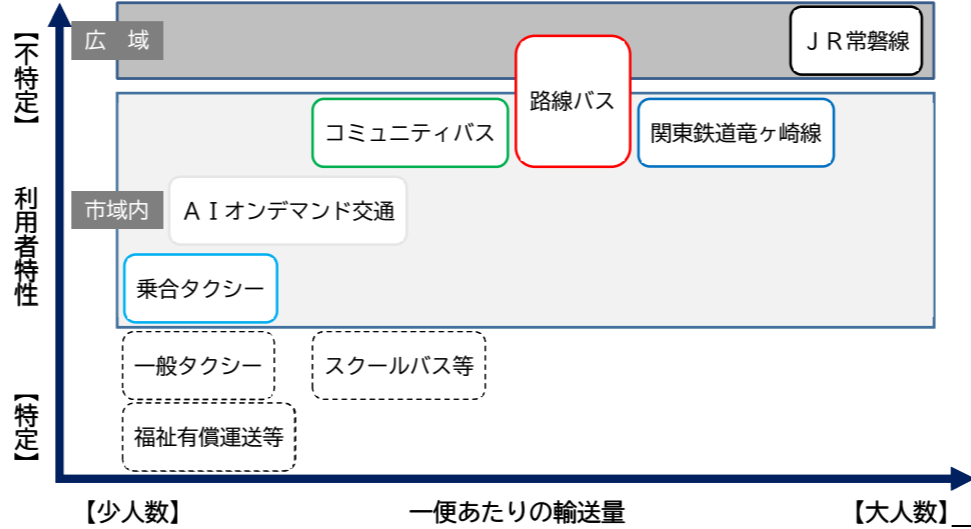 【不特定】
利用者特性
【特定】
広　域
ＪＲ常磐線
路線バス
コミュニティバス
関東鉄道竜ヶ崎線
市域内
ＡＩオンデマンド交通
乗合タクシー
一般タクシー
スクールバス等
福祉有償運送等
【少人数】
一便あたりの輸送量
【大人数】